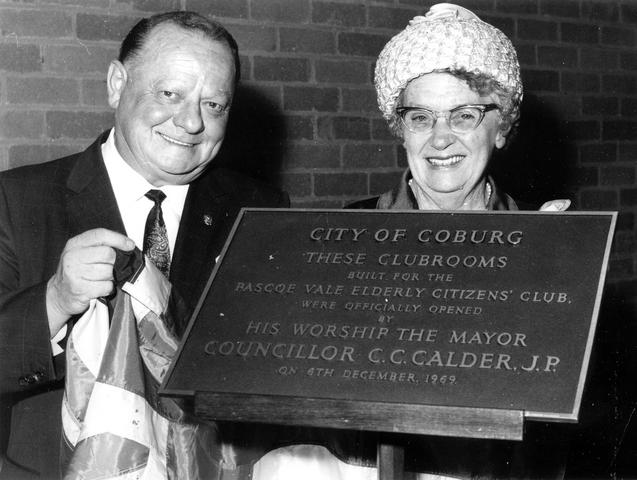 CITY OF COBURG
THESE CLUBROOMS
BUILT FOR THE
PASCOE VALE ELDERLY CITIZENS' CLUB,
WERE OFFICIALLY OPENED
BY
HIS WORSHIP THE MAYOR
COUNCILLOR C.C.CALDER, J.P.
ON 6TH DECEMBER, 1969.